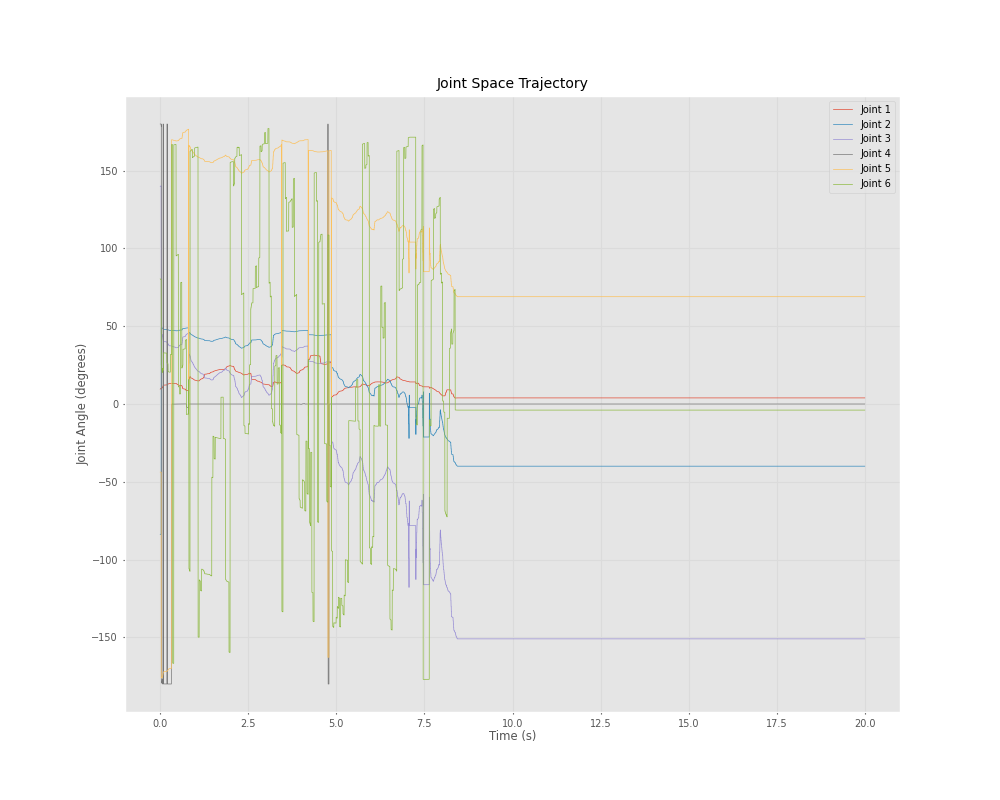 Joint Space Trajectory
Joint 1
Joint 2
Joint 3
Joint 4
Joint 5
Joint 6
Joint Angle (degrees)
150
100
50
0
−50
−100
−150
0.0 2.5 5.0 7.5 10.0 12.5 15.0 17.5 20.0
Time (s)